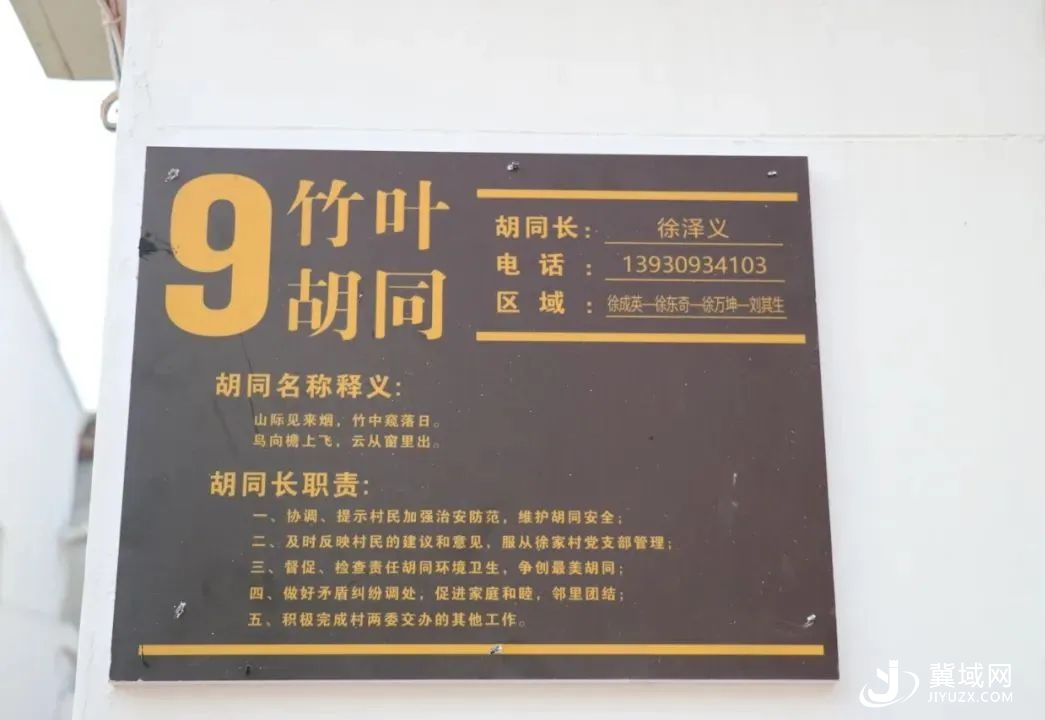 9
竹叶
胡同
胡同长：徐泽义
电话：13930934103
区域：徐成英—徐东奇—徐万坤—刘其生
胡同名称释义：
山际见来烟，竹中窥落日。
鸟向檐上飞，云从窗里出。
胡同长职责：
一、协调、提示村民加强治安防范，维护胡同安全；
二、及时反映村民的建议和意见，服从徐家村党支部管理；
三、督促、检查责任胡同环境卫生，争创最美胡同；
四、做好矛盾纠纷调处，促进家庭和睦，邻里团结；
五、积极完成村两委交办的其他工作。
冀域网
JIYUZX.COM